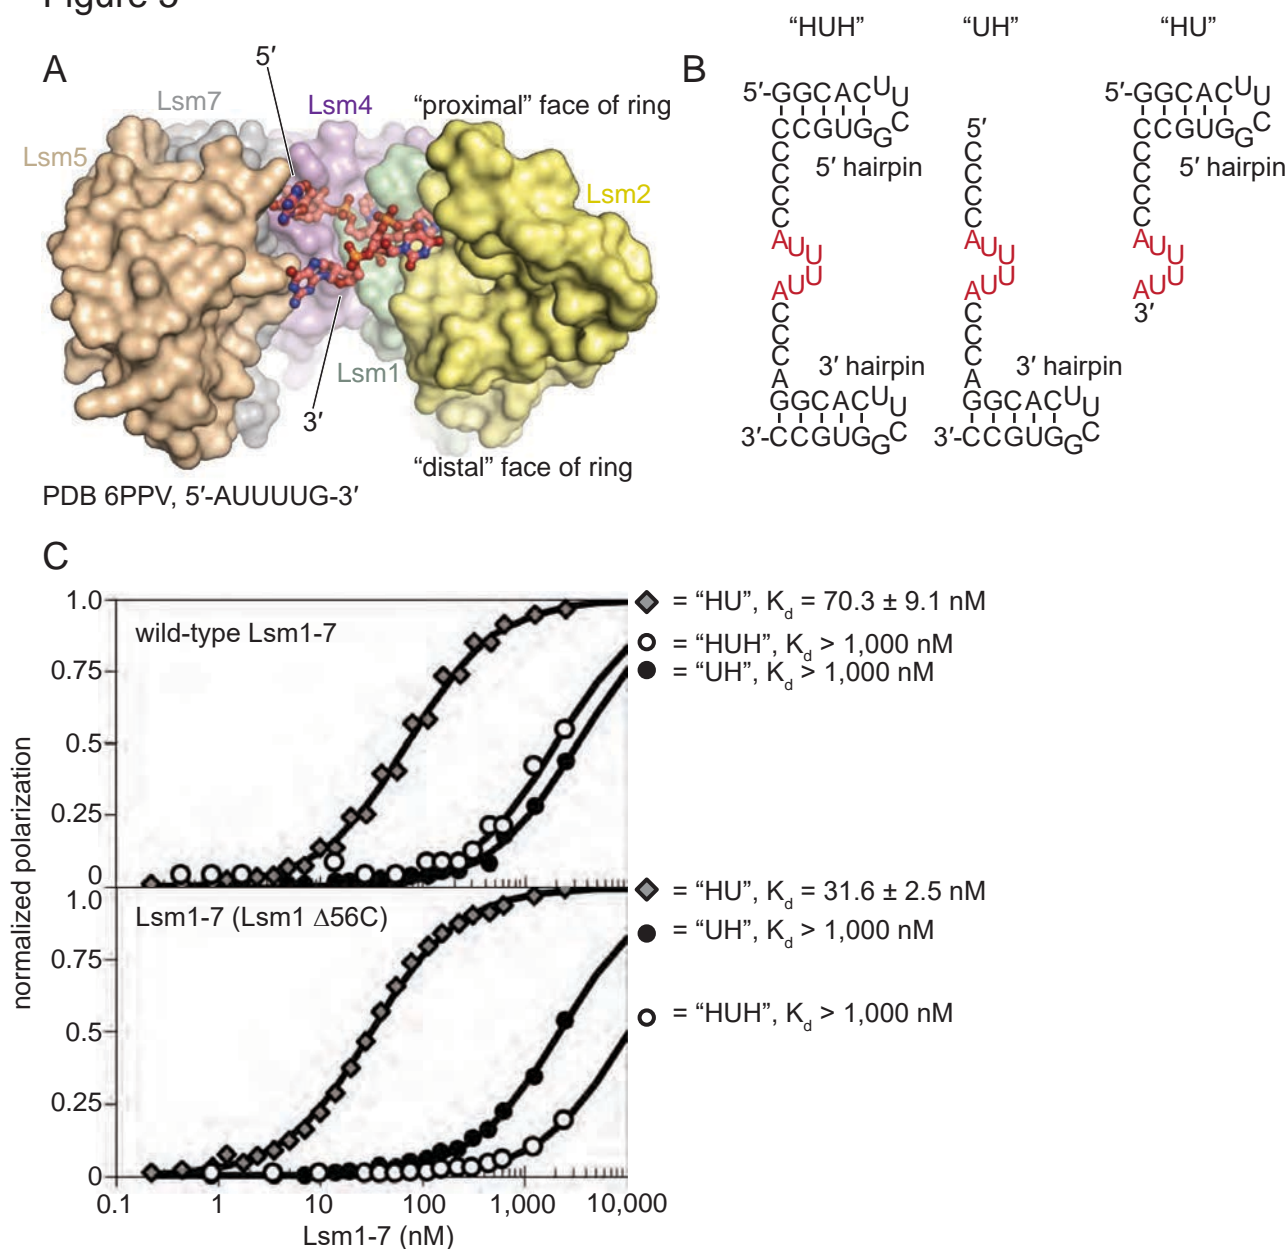 "HUH" "UH" "HU"
A
5′
Lsm7 Lsm4 "proximal" face of ring
Lsm5
Lsm2
Lsm1
3′
"distal" face of ring
PDB 6PPV, 5′-AUUUUG-3′
B
5′-GGCACUU
C
CCGUGG
5′ hairpin
C
C
C
C
AUU
U
AUU
C
C
C
A
3′ hairpin
GGCACUU
C
3′-CCGUGG
5′
C
C
C
C
AUU
U
AUU
C
C
C
A
3′ hairpin
GGCACUU
C
3′-CCGUGG
5′-GGCACUU
C
CCGUGG
5′ hairpin
C
C
C
C
AUU
U
AUU
3′
C
normalized polarization
1.0
0.75
0.5
0.25
0
wild-type Lsm1-7
= "HU", Kd = 70.3 ± 9.1 nM
= "HUH", Kd > 1,000 nM
= "UH", Kd > 1,000 nM
1.0
0.75
0.5
0.25
0
Lsm1-7 (Lsm1 Δ56C)
= "HU", Kd = 31.6 ± 2.5 nM
= "UH", Kd > 1,000 nM
= "HUH", Kd > 1,000 nM
0.1 1 10 100 1,000 10,000
Lsm1-7 (nM)